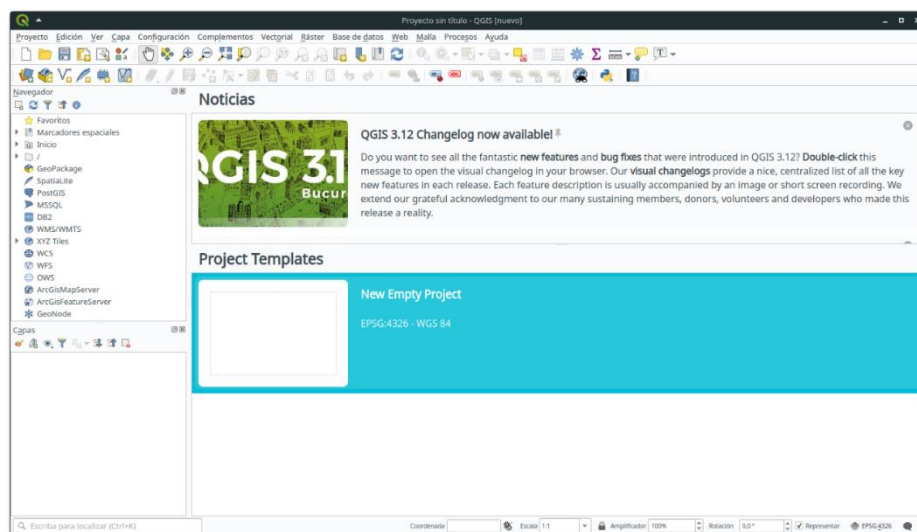 Proyecto sin título - QGIS [nuevo]
Proyecto Edición Ver Capa Configuración Complementos Vectorial Ráster Base de datos Web Malla Procesos Ayuda
Navegador
Favoritos
Marcadores espaciales
Inicio
/
GeoPackage
SpatiaLite
PostGIS
MSSQL
DB2
WMS/WMTS
XYZ Tiles
WCS
WFS
OWS
ArcGisMapServer
ArcGisFeatureServer
GeoNode
Capas
Noticias
QGIS 3.1
Bucur
QGIS 3.12 Changelog now available!
Do you want to see all the fantastic new features and bug fixes that were introduced in QGIS 3.12? Double-click this
message to open the visual changelog in your browser. Our visual changelogs provide a nice, centralized list of all the key
new features in each release. Each feature description is usually accompanied by an image or short screen recording. We
extend our grateful acknowledgment to our many sustaining members, donors, volunteers and developers who made this
release a reality.
Project Templates
New Empty Project
EPSG:4326 - WGS 84
Escriba para localizar (Ctrl+K)
Coordenada Escala 1:1 Amplificador 100% Rotación 0,0 ° Representar EPSG:4326